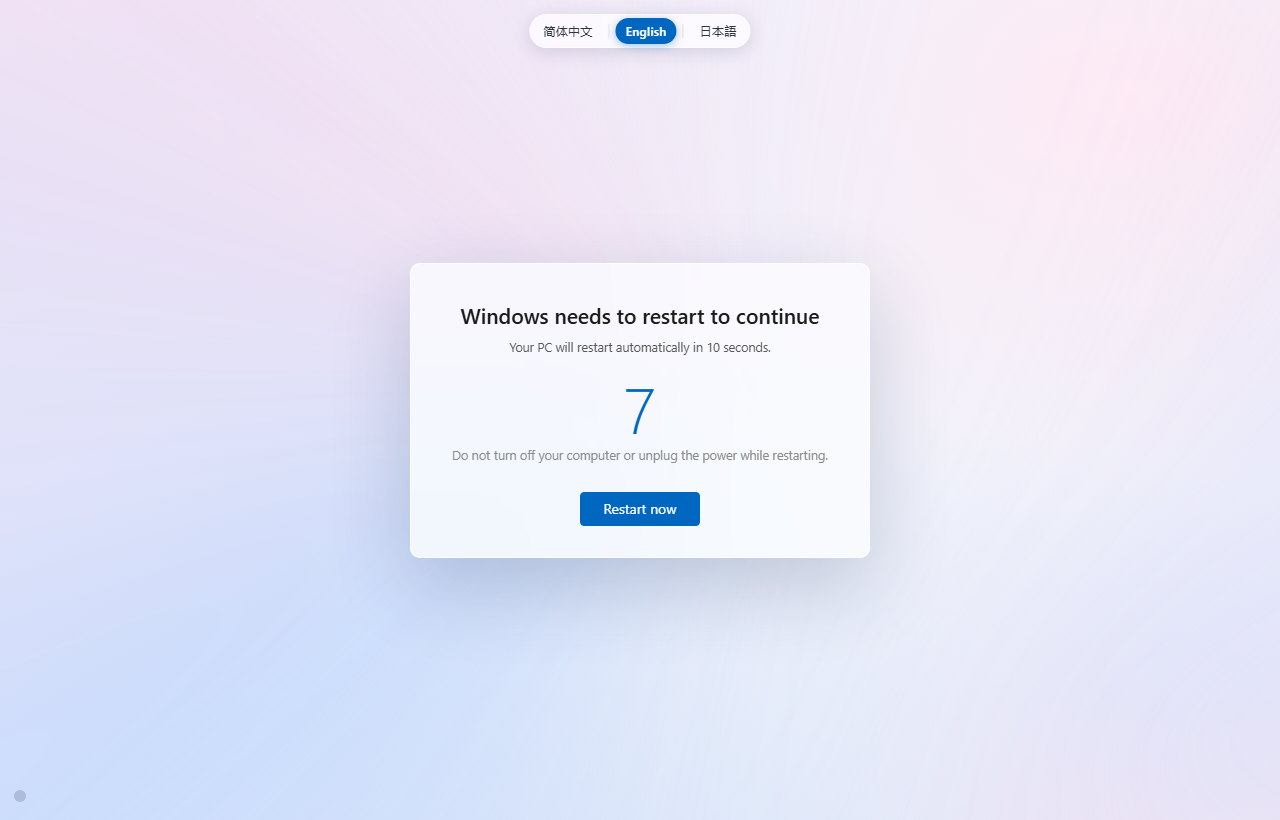 简体中文 English 日本語
Windows needs to restart to continue
Your PC will restart automatically in 10 seconds.
7
Do not turn off your computer or unplug the power while restarting.
Restart now